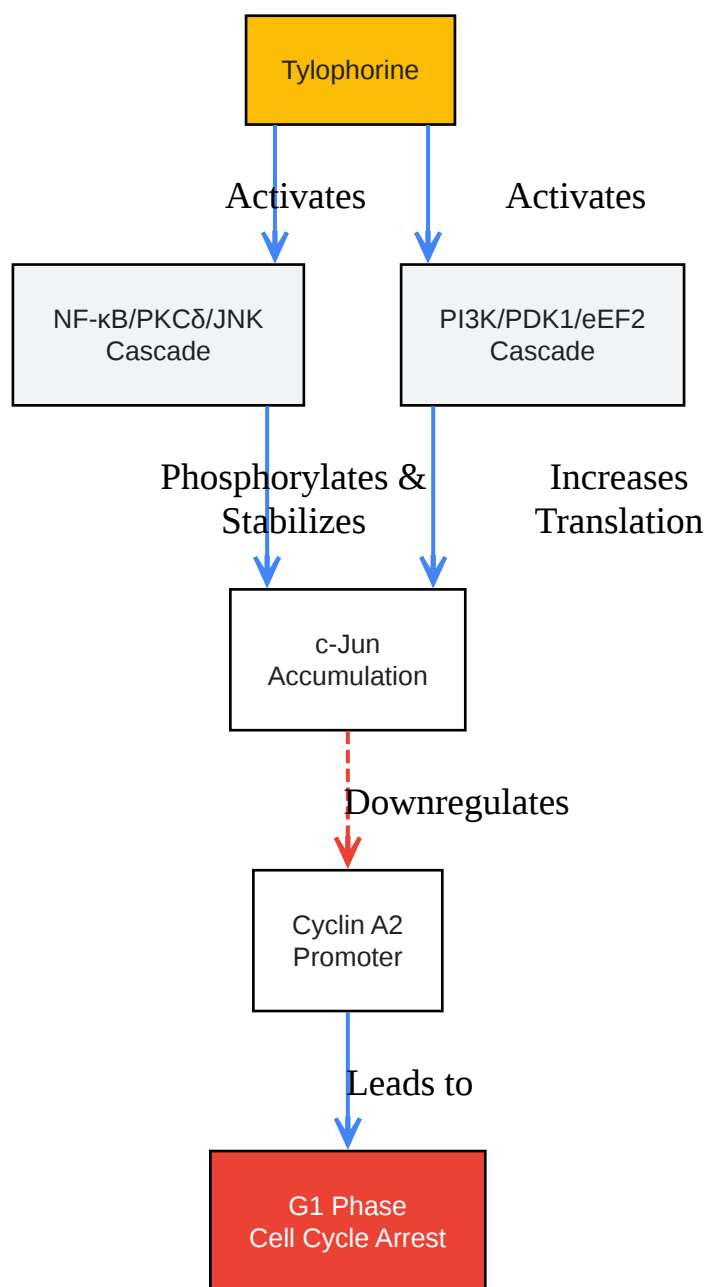 Tylophorine
Activates
Activates
NF-κB/PKCδ/JNK
Cascade
PI3K/PDK1/eEF2
Cascade
Phosphorylates &
Stabilizes
Increases
Translation
c-Jun
Accumulation
Downregulates
Cyclin A2
Promoter
Leads to
G1 Phase
Cell Cycle Arrest